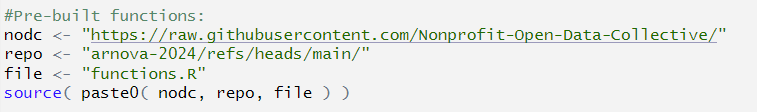 #Pre-built functions:
nodc <- "https://raw.githubusercontent.com/Nonprofit-Open-Data-Collective/"
repo <- "arnova-2024/refs/heads/main/"
file <- "functions.R"
source( paste0( nodc, repo, file ) )